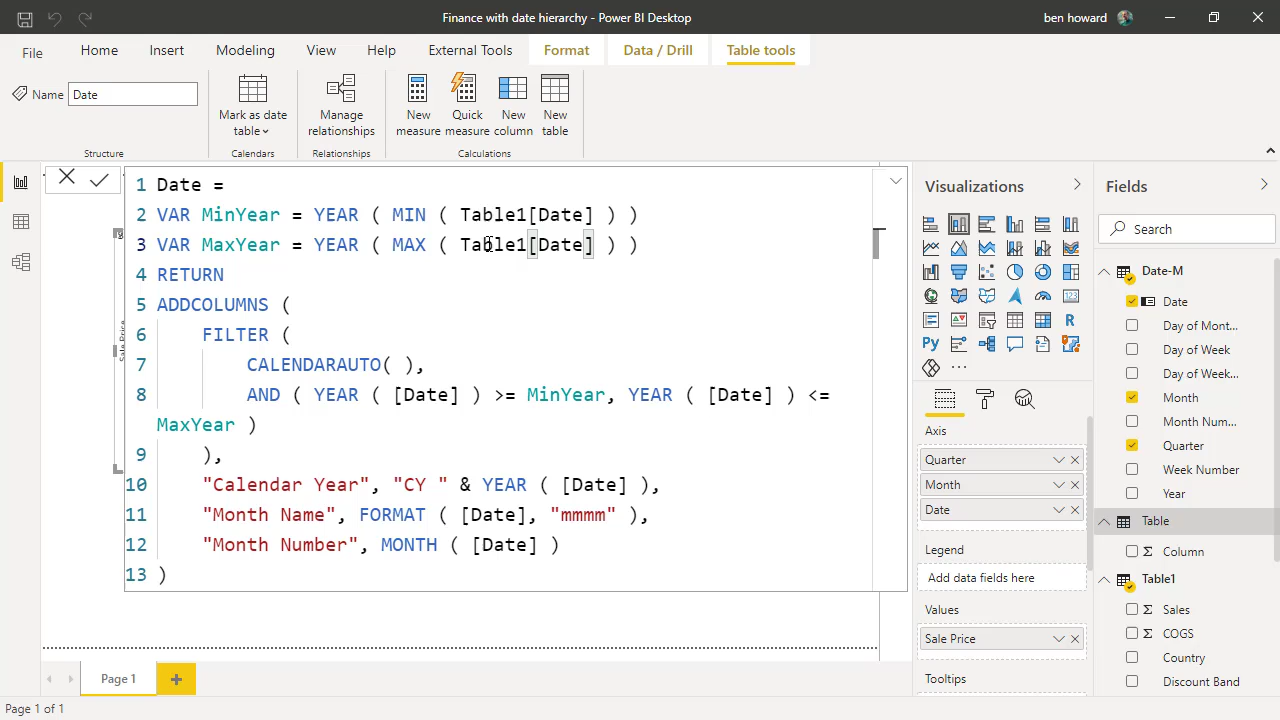 Finance with date hierarchy - Power BI Desktop
ben howard
File
Home
Insert
Modeling
View
Help
External Tools
Format
Data / Drill
Table tools
Name
Date
Mark as date
table
Manage
relationships
New
measure
Quick
measure
New
column
New
table
Structure
Calendars
Relationships
Calculations
1 Date =
2 VAR MinYear = YEAR ( MIN ( Table1[Date] ) )
3 VAR MaxYear = YEAR ( MAX ( Table1[Date] ) )
4 RETURN
5 ADDCOLUMNS (
6 FILTER (
7 CALENDARAUTO( ),
8 AND ( YEAR ( [Date] ) >= MinYear, YEAR ( [Date] ) <=
MaxYear )
9 ),
10 "Calendar Year", "CY " & YEAR ( [Date] ),
11 "Month Name", FORMAT ( [Date], "mmmm" ),
12 "Month Number", MONTH ( [Date] )
13 )
Sale Price
Visualizations
R
Py
123
Axis
Quarter
Month
Date
Legend
Add data fields here
Values
Sale Price
Tooltips
Fields
Search
Date-M
Date
Day of Mont...
Day of Week
Day of Week...
Month
Month Num...
Quarter
Week Number
Year
Table
Column
Table1
Sales
COGS
Country
Discount Band
Page 1
Page 1 of 1